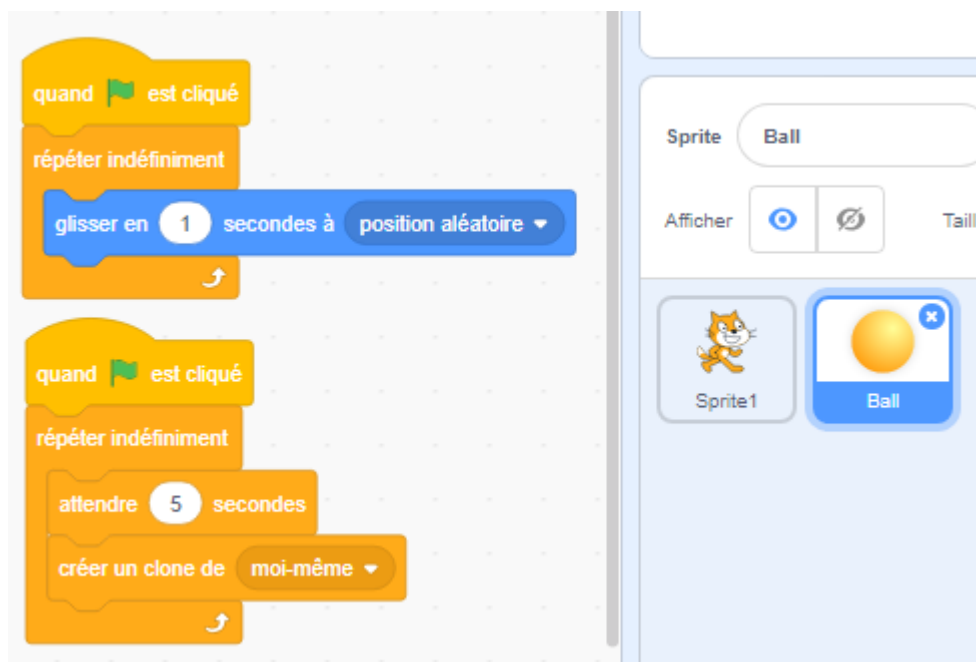 quand est cliqué
répéter indéfiniment
glisser en 1 secondes à position aléatoire
quand est cliqué
répéter indéfiniment
attendre 5 secondes
créer un clone de moi-même
Sprite Ball
Afficher Taill
Sprite1 Ball